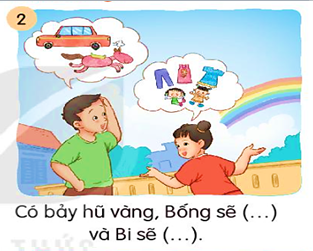 2
Có bảy hũ vàng, Bống sẽ (...)
và Bi sẽ (...).